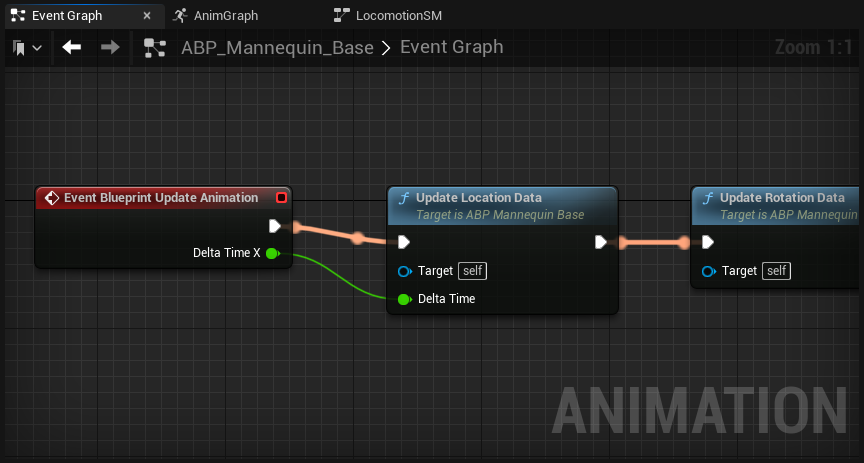 Event Graph
AnimGraph
LocomotionSM
ABP_Mannequin_Base > Event Graph
Zoom 1:1
Event Blueprint Update Animation
Delta Time X
Update Location Data
Target is ABP Mannequin Base
Target self
Delta Time
Update Rotation Data
Target is ABP Mannequin
Target self
ANIMATION